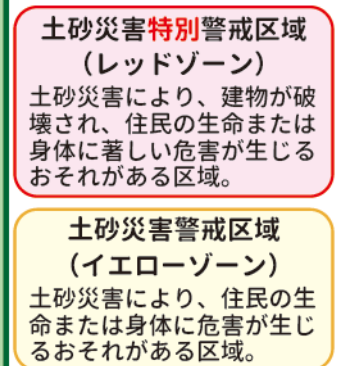 土砂災害特別警戒区域
（レッドゾーン）
土砂災害により、建物が破
壊され、住民の生命または
身体に著しい危害が生じる
おそれがある区域。
土砂災害警戒区域
（イエローゾーン）
土砂災害により、住民の生
命または身体に危害が生じ
るおそれがある区域。